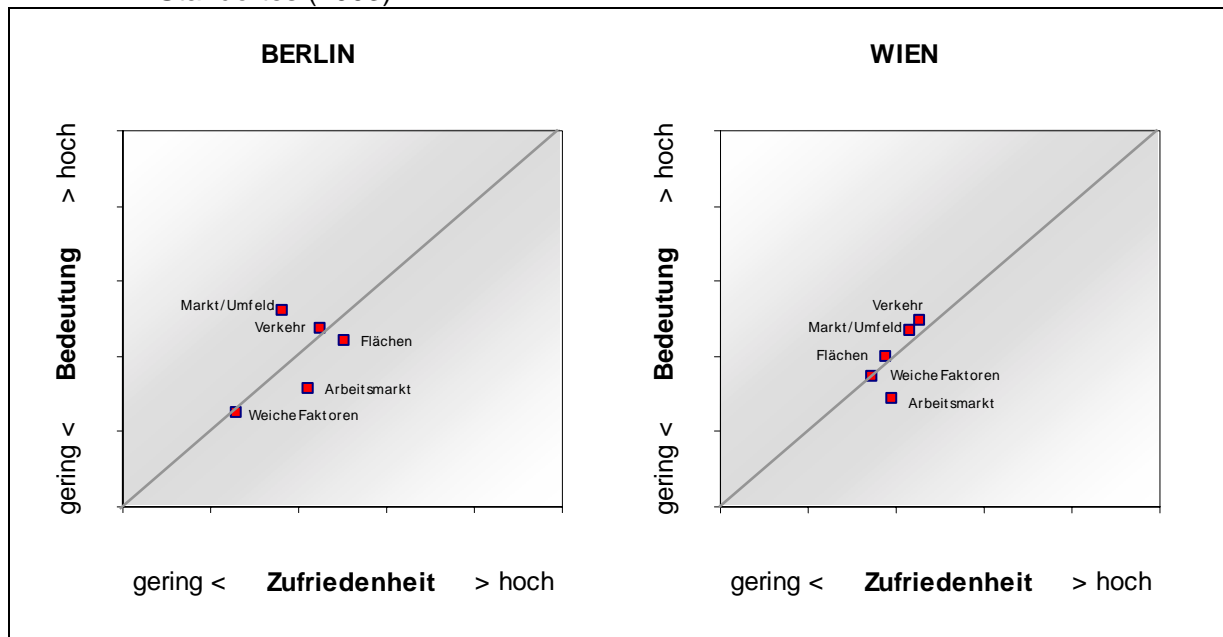 BERLIN
gering < Bedeutung > hoch
Markt/Umfeld
Verkehr
Flächen
Arbeitsmarkt
Weiche Faktoren
gering < Zufriedenheit > hoch
WIEN
gering < Bedeutung > hoch
Verkehr
Markt/Umfeld
Flächen
Weiche Faktoren
Arbeitsmarkt
gering < Zufriedenheit > hoch